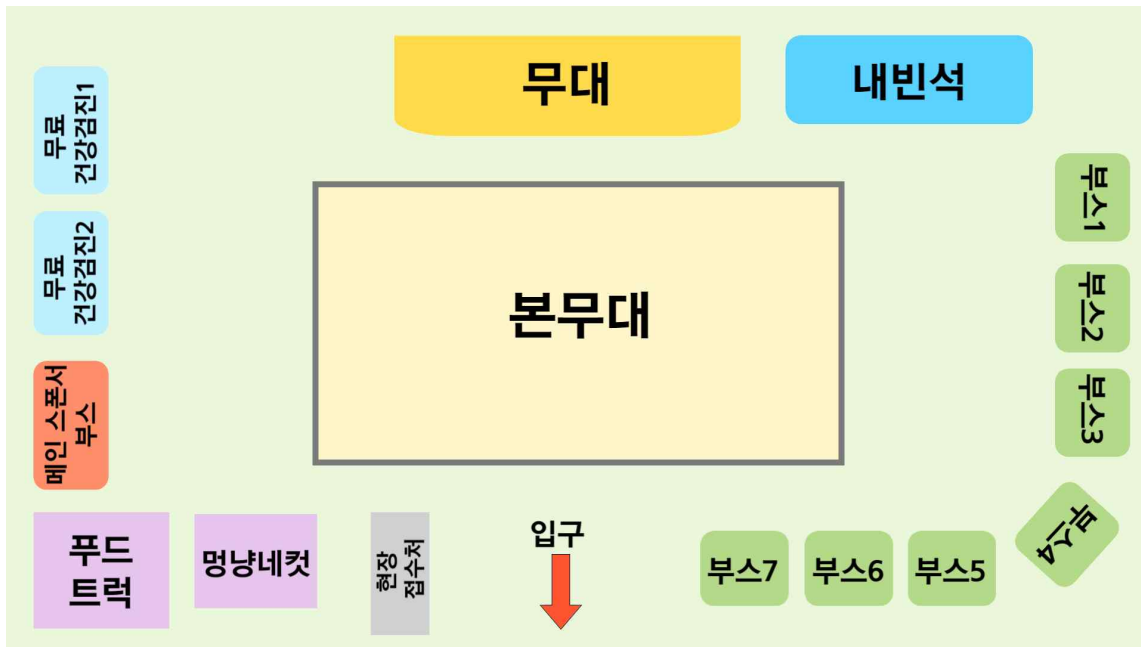 무대
내빈석
무료
건강검진1
무료
건강검진2
메인 스폰서
부스
본무대
부스1
부스2
부스3
부스4
푸드
트럭
멍냥네컷
현장
접수처
입구
부스7
부스6
부스5